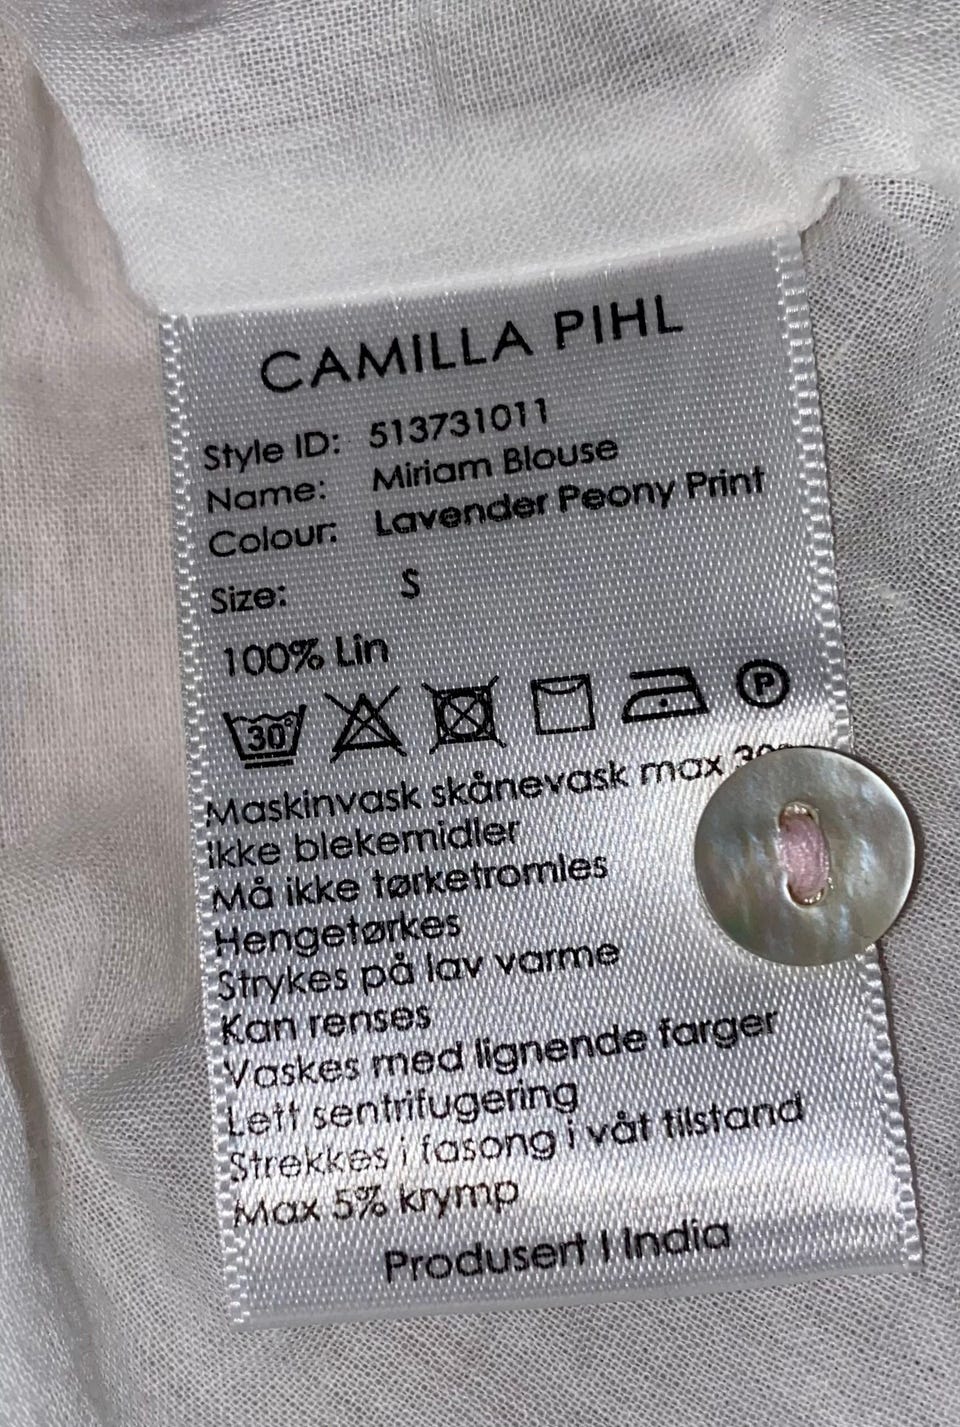 CAMILLA PIHL
Style ID: 513731011
Name: Miriam Blouse
Colour: Lavender Peony Print
Size: S
100% Lin
30° P
Maskinvask skånevask max
Ikke blekemidler
Må ikke tørketromles
Hengetørkes
Strykes på lav varme
Kan renses
Vaskes med lignende farger
Lett sentrifugering
Strekkes i fasong i våt tilstand
Max 5% krymp
Produsert I India